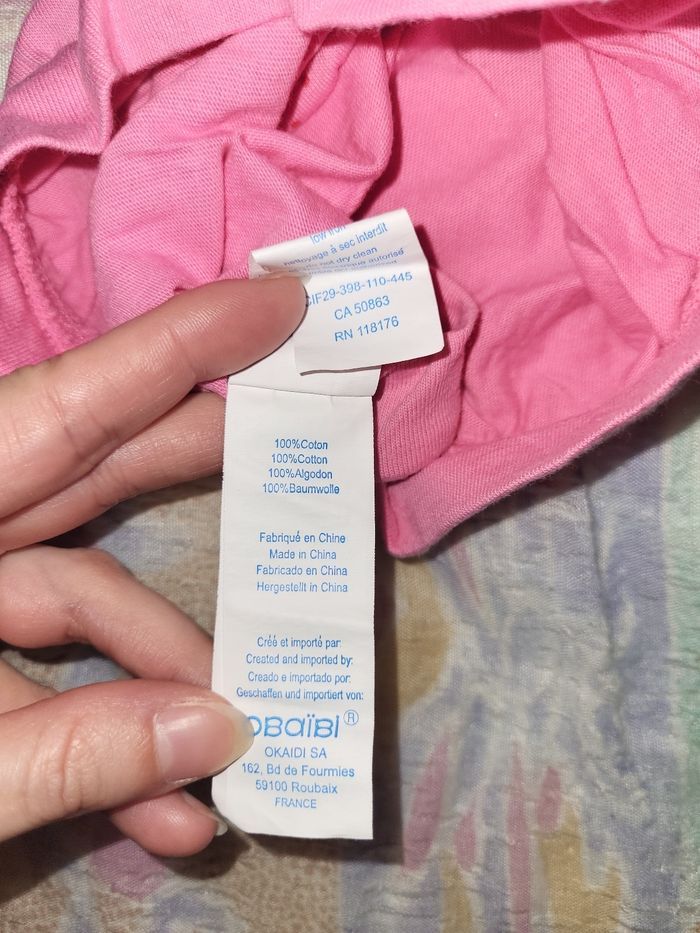 low iron
nettoyage à sec interdit
not dry clean
autorisé
IF29-398-110-445
CA 50863
RN 118176
100%Coton
100%Cotton
100%Algodon
100%Baumwolle
Fabriqué en Chine
Made in China
Fabricado en China
Hergestellt in China
Créé et importé par:
Created and imported by:
Creado e importado por:
Geschaffen und importiert von:
OBaïBi ®
OKAIDI SA
162, Bd de Fourmies
59100 Roubaix
FRANCE